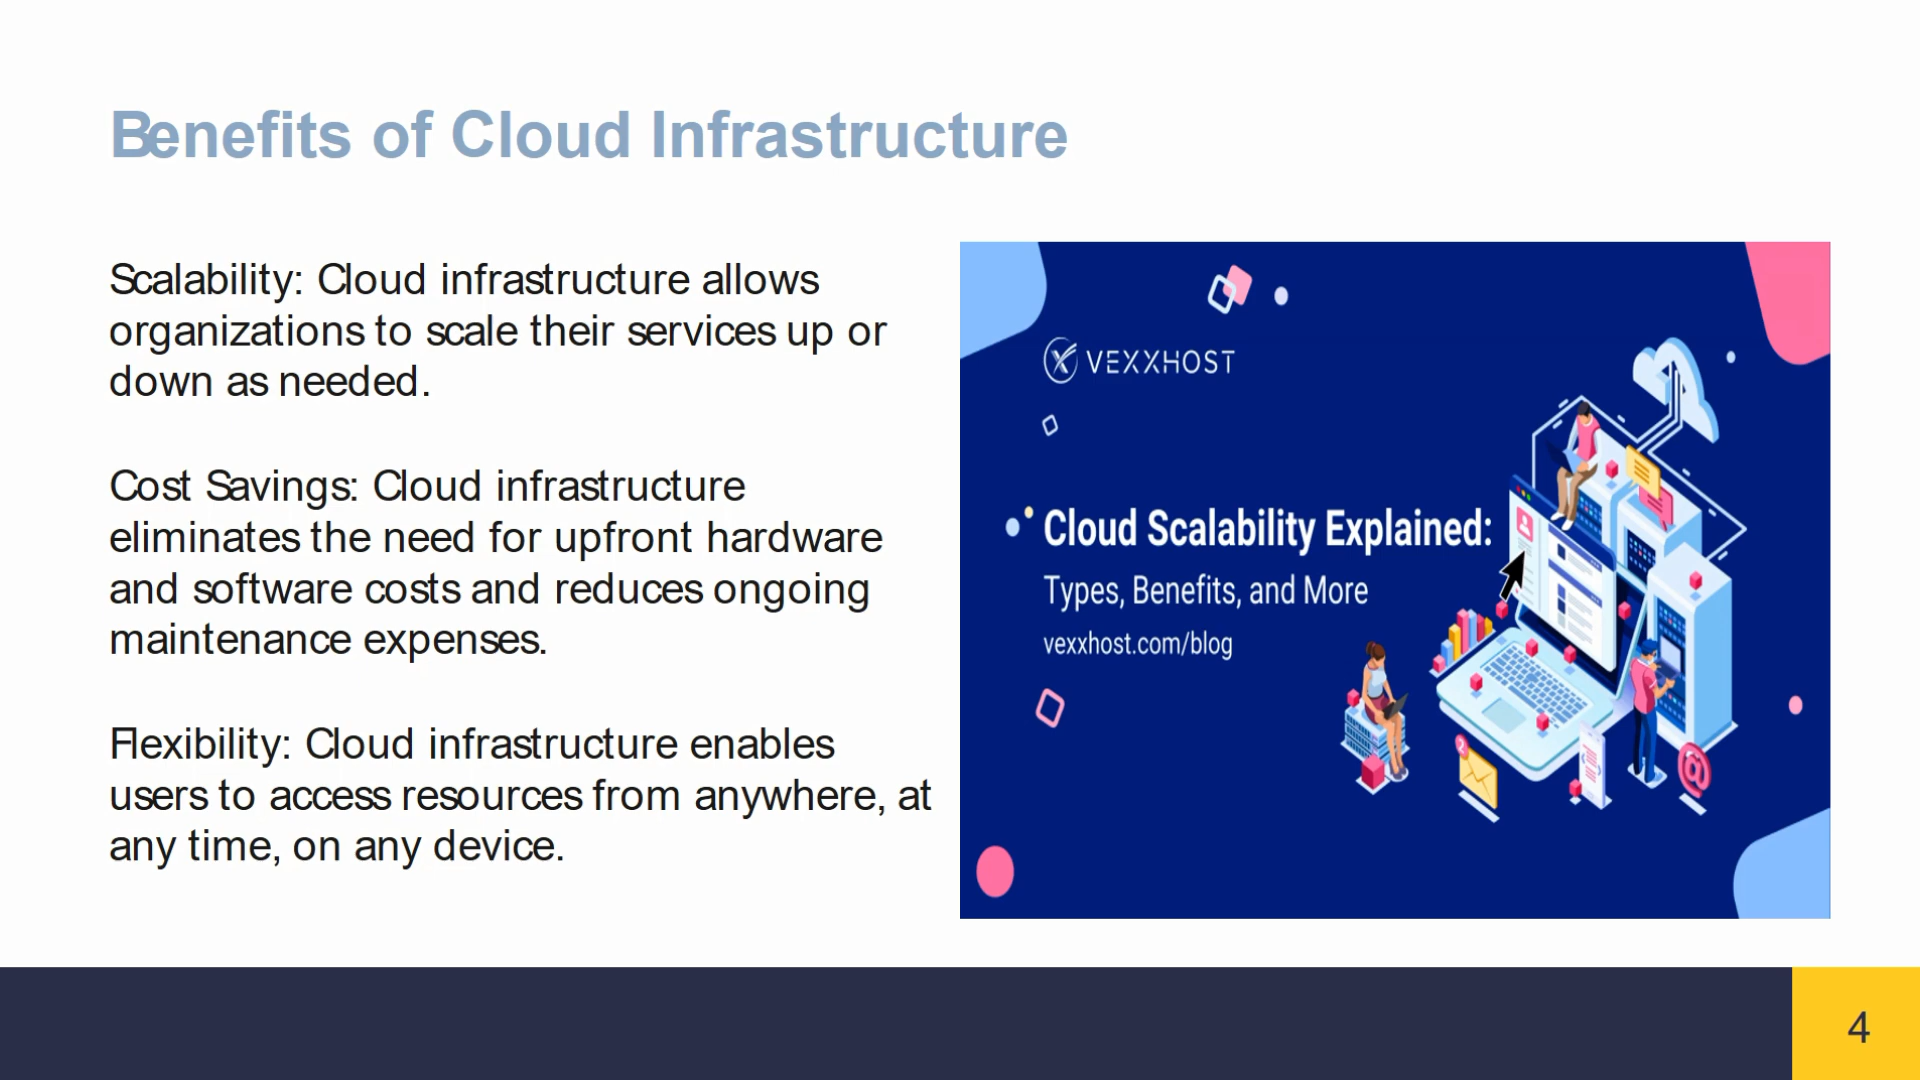 Benefits of Cloud Infrastructure
Scalability: Cloud infrastructure allows
organizations to scale their services up or
down as needed.
Cost Savings: Cloud infrastructure
eliminates the need for upfront hardware
and software costs and reduces ongoing
maintenance expenses.
Flexibility: Cloud infrastructure enables
users to access resources from anywhere, at
any time, on any device.
VEXXHOST
Cloud Scalability Explained:
Types, Benefits, and More
vexxhost.com/blog
@
4